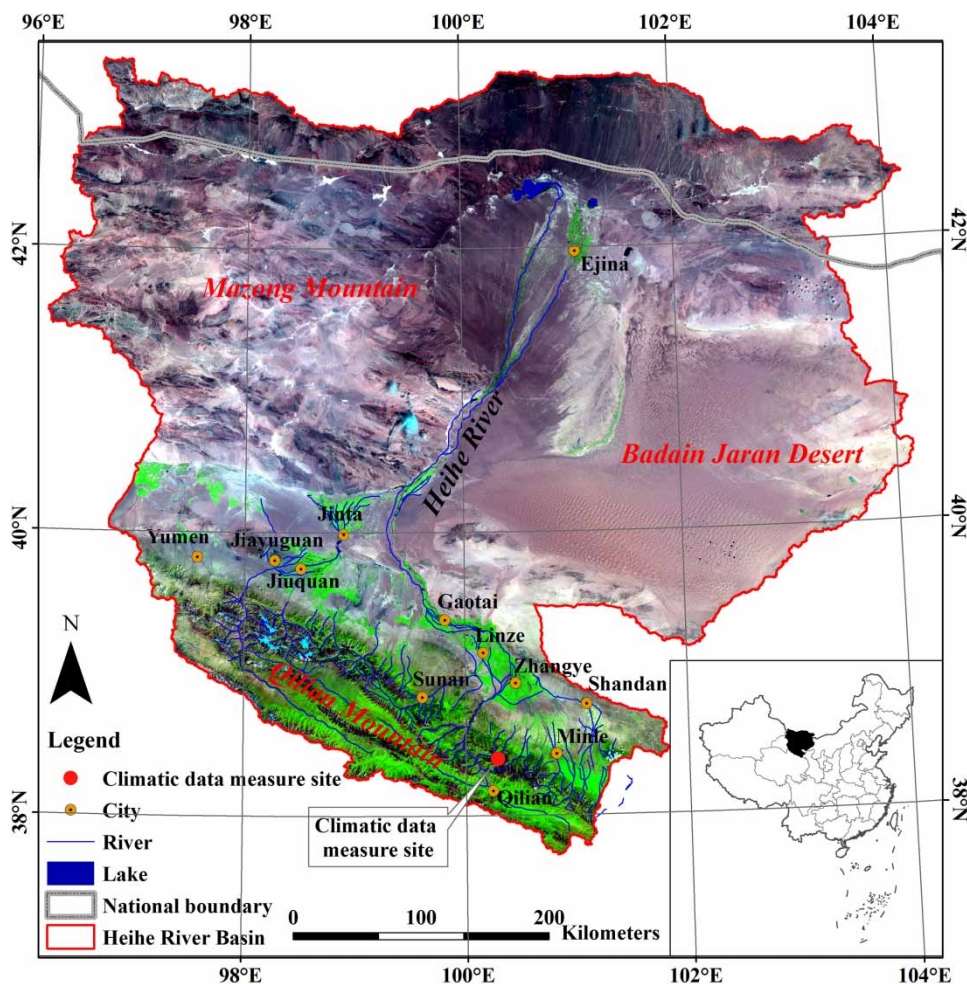 96°E
98°E
100°E
102°E
104°E
42°N
42°N
Ejina
Mazong Mountain
Heihe River
Badain Jaran Desert
40°N
40°N
Jinta
Yumen
Jiayuguan
Jiuquan
Gaotai
Linze
Zhangye
Sunan
Shandan
Qilian Mountain
Minle
Qilian
38°N
38°N
Climatic data
measure site
N
Legend
Climatic data measure site
City
River
Lake
National boundary
Heihe River Basin
0 100 200
Kilometers
98°E
100°E
102°E
104°E